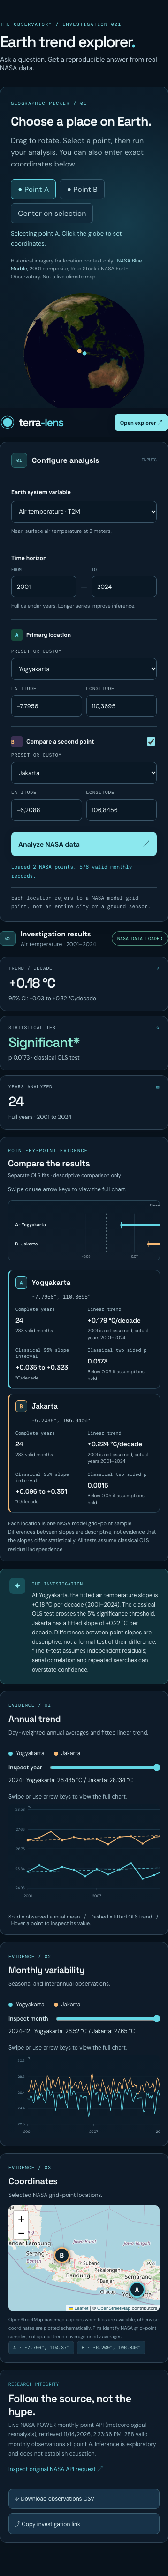 THE OBSERVATORY / INVESTIGATION 001
Earth trend explorer.
Ask a question. Get a reproducible answer from real
NASA data.
GEOGRAPHIC PICKER / 01
Choose a place on Earth.
Drag to rotate. Select a point, then run
your analysis. You can also enter exact
coordinates below.
Point A
Point B
Center on selection
Selecting point A. Click the globe to set
coordinates.
Historical imagery for location context only · NASA Blue
Marble, 2001 composite; Reto Stöckli, NASA Earth
Observatory. Not a live climate map.
terra-lens
Open explorer ↗
01
Configure analysis
INPUTS
Earth system variable
Air temperature · T2M
Near-surface air temperature at 2 meters.
Time horizon
FROM
TO
2001
—
2024
Full calendar years. Longer series improve inference.
A
Primary location
PRESET OR CUSTOM
Yogyakarta
LATITUDE
LONGITUDE
-7,7956
110,3695
B
Compare a second point
PRESET OR CUSTOM
Jakarta
LATITUDE
LONGITUDE
-6,2088
106,8456
Analyze NASA data ↗
Loaded 2 NASA points. 576 valid monthly
records.
Each location refers to a NASA model grid
point, not an entire city or a ground sensor.
02
Investigation results
Air temperature · 2001–2024
NASA DATA LOADED
TREND / DECADE
+0.18 °C
95% CI: +0.03 to +0.32 °C/decade
STATISTICAL TEST
Significant*
p 0.0173 · classical OLS test
YEARS ANALYZED
24
Full years · 2001 to 2024
POINT-BY-POINT EVIDENCE
Compare the results
Separate OLS fits · descriptive comparison only
Swipe or use arrow keys to view the full chart.
A · Yogyakarta
B · Jakarta
A
Yogyakarta
-7.7956°, 110.3695°
Complete years
Linear trend
24
+0.179 °C/decade
288 valid months
2001 is not assumed; actual
years 2001–2024
Classical 95% slope
interval
Classical two-sided p
+0.035 to +0.323
0.0173
°C/decade
Below 0.05 if assumptions
hold
B
Jakarta
-6.2088°, 106.8456°
Complete years
Linear trend
24
+0.224 °C/decade
288 valid months
2001 is not assumed; actual
years 2001–2024
Classical 95% slope
interval
Classical two-sided p
+0.096 to +0.351
0.0015
°C/decade
Below 0.05 if assumptions
hold
Each location is one NASA model grid-point sample.
Differences between slopes are descriptive, not evidence that
the slopes differ statistically. All tests assume classical OLS
residual independence.
THE INVESTIGATION
At Yogyakarta, the fitted air temperature slope is
+0.18 °C per decade (2001–2024). The classical
OLS test crosses the 5% significance threshold.
Jakarta has a fitted slope of +0.22 °C per
decade. Differences between point slopes are
descriptive, not a formal test of their difference.
*The t-test assumes independent residuals;
serial correlation or repeated searches can
overstate confidence.
EVIDENCE / 01
Annual trend
Day-weighted annual averages and fitted linear trend.
Yogyakarta
Jakarta
Inspect year
2024 · Yogyakarta: 26.435 °C / Jakarta: 28.134 °C
Swipe or use arrow keys to view the full chart.
Solid = observed annual mean / Dashed = fitted OLS trend /
Hover a point to inspect its value.
EVIDENCE / 02
Monthly variability
Seasonal and interannual observations.
Yogyakarta
Jakarta
Inspect month
2024-12 · Yogyakarta: 26.52 °C / Jakarta: 27.65 °C
Swipe or use arrow keys to view the full chart.
EVIDENCE / 03
Coordinates
Selected NASA grid-point locations.
+
−
Bandar Lampung
Serang
B
Bandung
Pekalongan
Semarang
A
Leaflet | © OpenStreetMap contributors
OpenStreetMap basemap appears when tiles are available; otherwise
coordinates are plotted schematically. Pins identify NASA model grid-
points, not spatial trend coverage or city averages.
A · -7.796°, 110.37°
B · -6.209°, 106.846°
RESEARCH INTEGRITY
Follow the source, not the
hype.
Live NASA POWER monthly point API (meteorological
reanalysis), retrieved 11/14/2026, 2:23:16 PM. 288 valid
monthly observations at point A. Inference is exploratory
and does not establish causation.
Inspect original NASA API request ↗
↓ Download observations CSV
↗ Copy investigation link